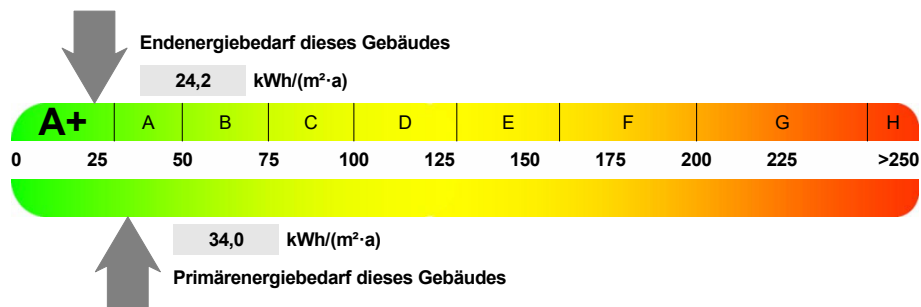 Endenergiebedarf dieses Gebäudes
24,2 kWh/(m²·a)
A+ A B C D E F G H
0 25 50 75 100 125 150 175 200 225 >250
34,0 kWh/(m²·a)
Primärenergiebedarf dieses Gebäudes